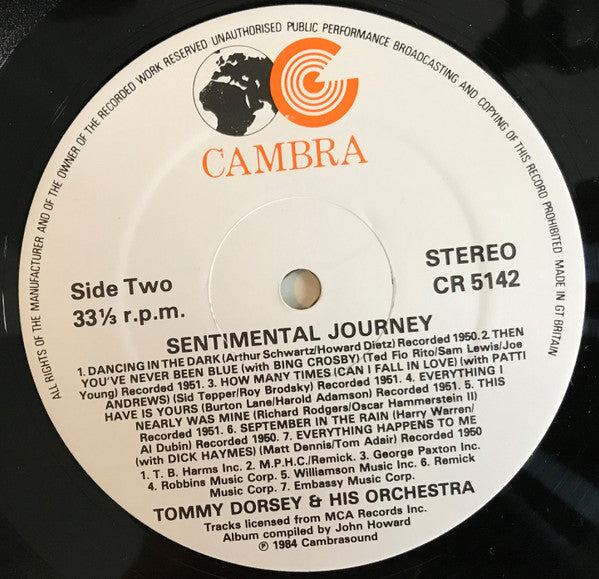 ALL RIGHTS OF THE MANUFACTURER AND OF THE OWNER OF THE RECORDED WORK RESERVED UNAUTHORISED PUBLIC PERFORMANCE BROADCASTING AND COPYING OF THIS RECORD PROHIBITED MADE IN GT BRITAIN
CAMBRA
Side Two
33⅓ r.p.m.
STEREO
CR 5142
SENTIMENTAL JOURNEY
1. DANCING IN THE DARK (Arthur Schwartz/Howard Dietz) Recorded 1950. 2. THEN
YOU'VE NEVER BEEN BLUE (with BING CROSBY) (Ted Fio Rito/Sam Lewis/Joe
Young) Recorded 1951. 3. HOW MANY TIMES (CAN I FALL IN LOVE) (with PATTI
ANDREWS) (Sid Tepper/Roy Brodsky) Recorded 1951. 4. EVERYTHING I
HAVE IS YOURS (Burton Lane/Harold Adamson) Recorded 1951. 5. THIS
NEARLY WAS MINE (Richard Rodgers/Oscar Hammerstein II)
Recorded 1951. 6. SEPTEMBER IN THE RAIN (Harry Warren/
Al Dubin) Recorded 1950. 7. EVERYTHING HAPPENS TO ME
(with DICK HAYMES) (Matt Dennis/Tom Adair) Recorded 1950
1. T. B. Harms Inc. 2. M.P.H.C./Remick. 3. George Paxton Inc.
4. Robbins Music Corp. 5. Williamson Music Inc. 6. Remick
Music Corp. 7. Embassy Music Corp.
TOMMY DORSEY & HIS ORCHESTRA
Tracks licensed from MCA Records Inc.
Album compiled by John Howard
℗ 1984 Cambrasound